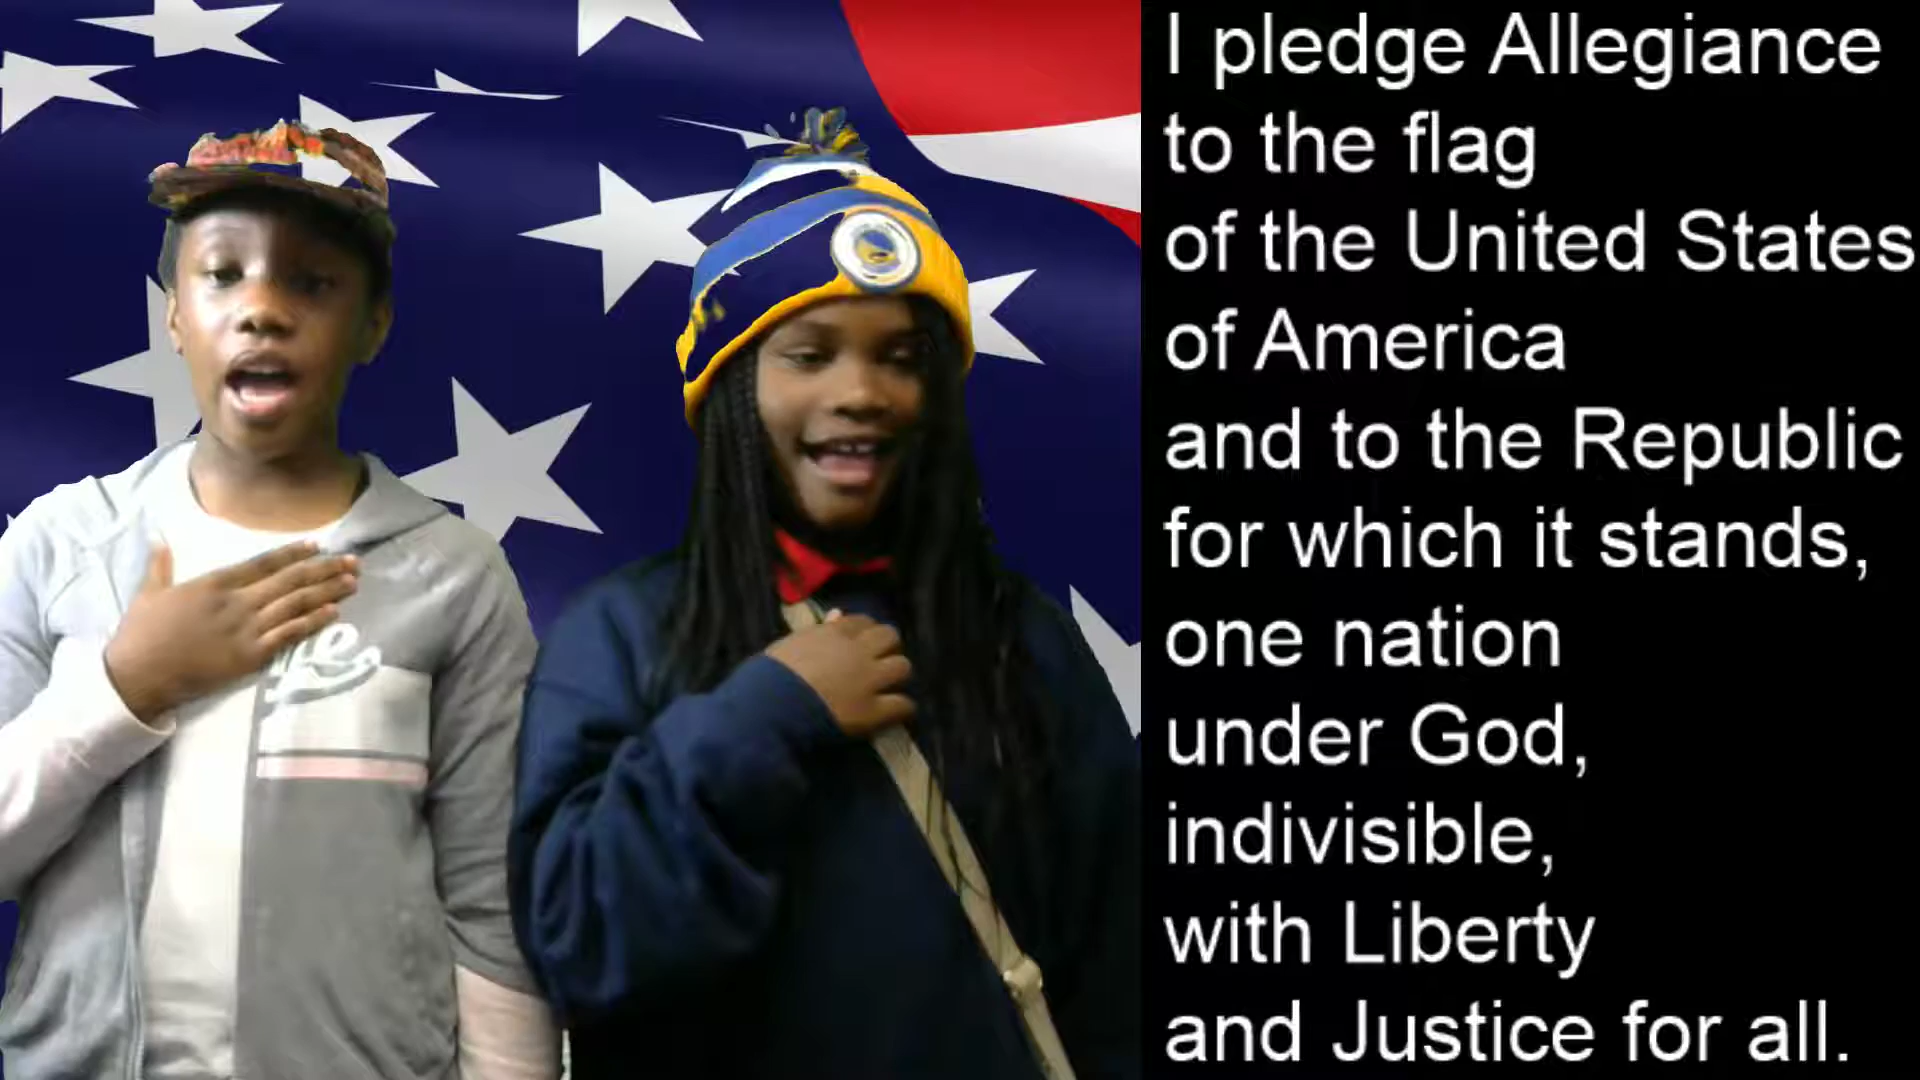 I pledge Allegiance
to the flag
of the United States
of America
and to the Republic
for which it stands,
one nation
under God,
indivisible,
with Liberty
and Justice for all.